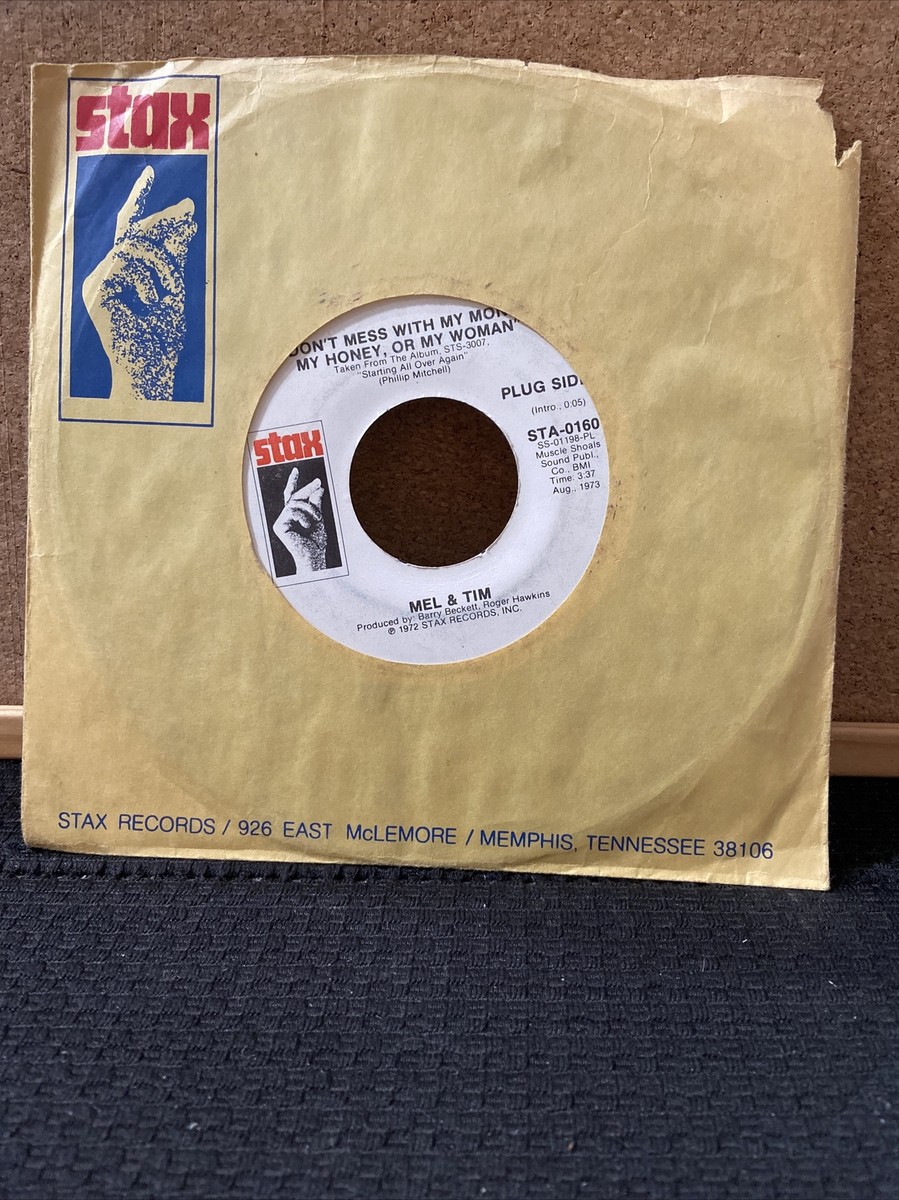 stax
DON'T MESS WITH MY MON
MY HONEY, OR MY WOMAN"
Taken From The Album, STS-3007,
"Starting All Over Again"
(Phillip Mitchell)
PLUG SIDE
(Intro., 0:05)
STA-0160
SS-01198-PL
Muscle Shoals
Sound Publ.,
Co., BMI
Time: 3:37
Aug., 1973
stax
MEL & TIM
Produced by: Barry Beckett, Roger Hawkins
℗ 1972 STAX RECORDS, INC.
STAX RECORDS / 926 EAST McLEMORE / MEMPHIS, TENNESSEE 38106